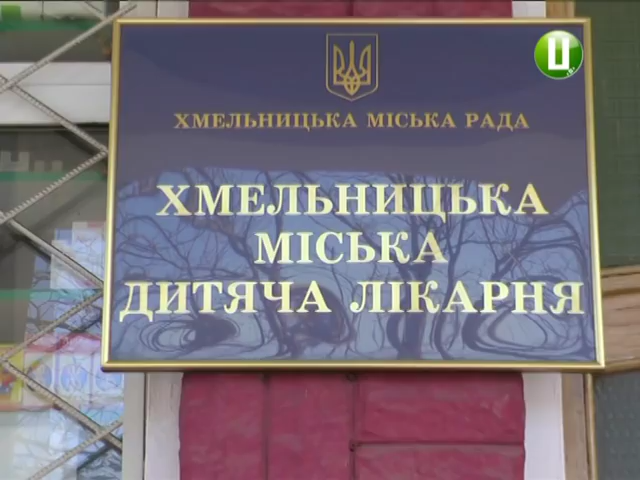 Ц
ХМЕЛЬНИЦЬКА МІСЬКА РАДА
ХМЕЛЬНИЦЬКА
МІСЬКА
ДИТЯЧА ЛІКАРНЯ